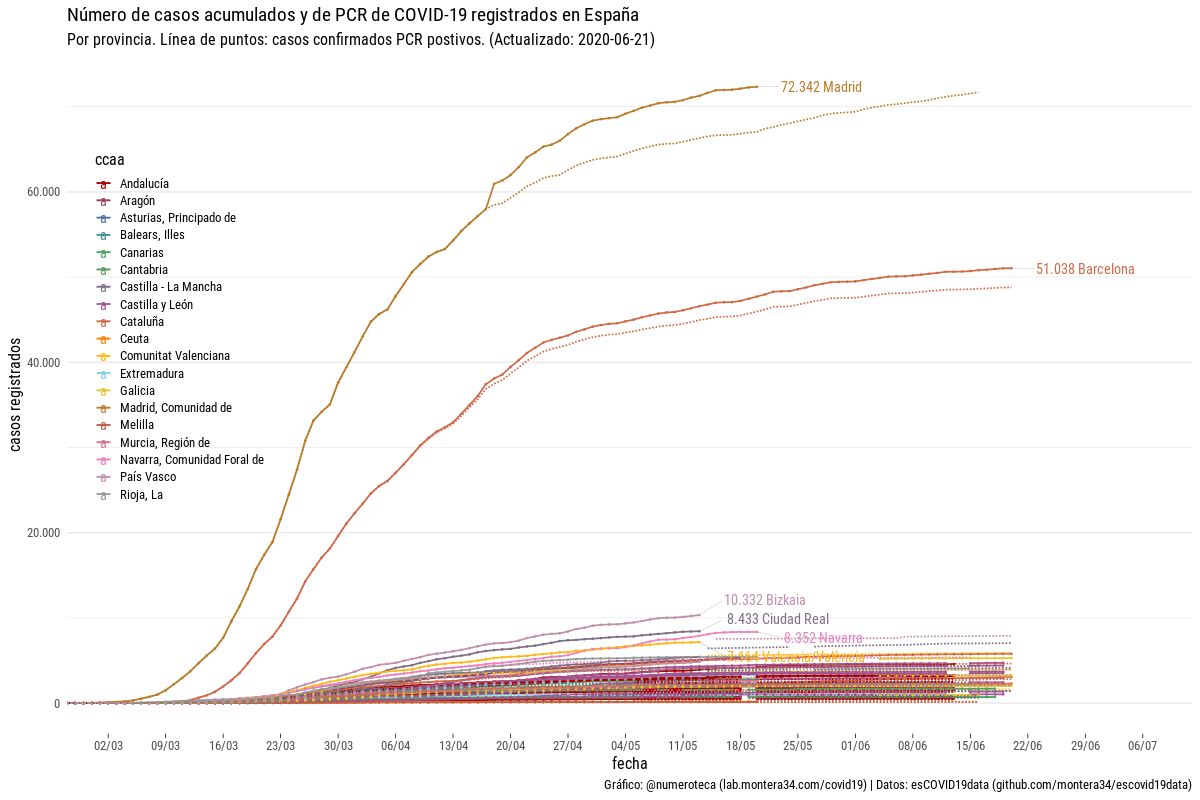 Número de casos acumulados y de PCR de COVID-19 registrados en España
Por provincia. Línea de puntos: casos confirmados PCR postivos. (Actualizado: 2020-06-21)
72.342 Madrid
ccaa
Andalucía
Aragón
Asturias, Principado de
Balears, Illes
Canarias
Cantabria
Castilla - La Mancha
Castilla y León
Cataluña
Ceuta
Comunitat Valenciana
Extremadura
Galicia
Madrid, Comunidad de
Melilla
Murcia, Región de
Navarra, Comunidad Foral de
País Vasco
Rioja, La
60.000
51.038 Barcelona
casos registrados
40.000
20.000
10.332 Bizkaia
8.433 Ciudad Real
8.352 Navarra
Valencia/València
0
02/03 09/03 16/03 23/03 30/03 06/04 13/04 20/04 27/04 04/05 11/05 18/05 25/05 01/06 08/06 15/06 22/06 29/06 06/07
fecha
Gráfico: @numeroteca (lab.montera34.com/covid19) | Datos: esCOVID19data (github.com/montera34/escovid19data)